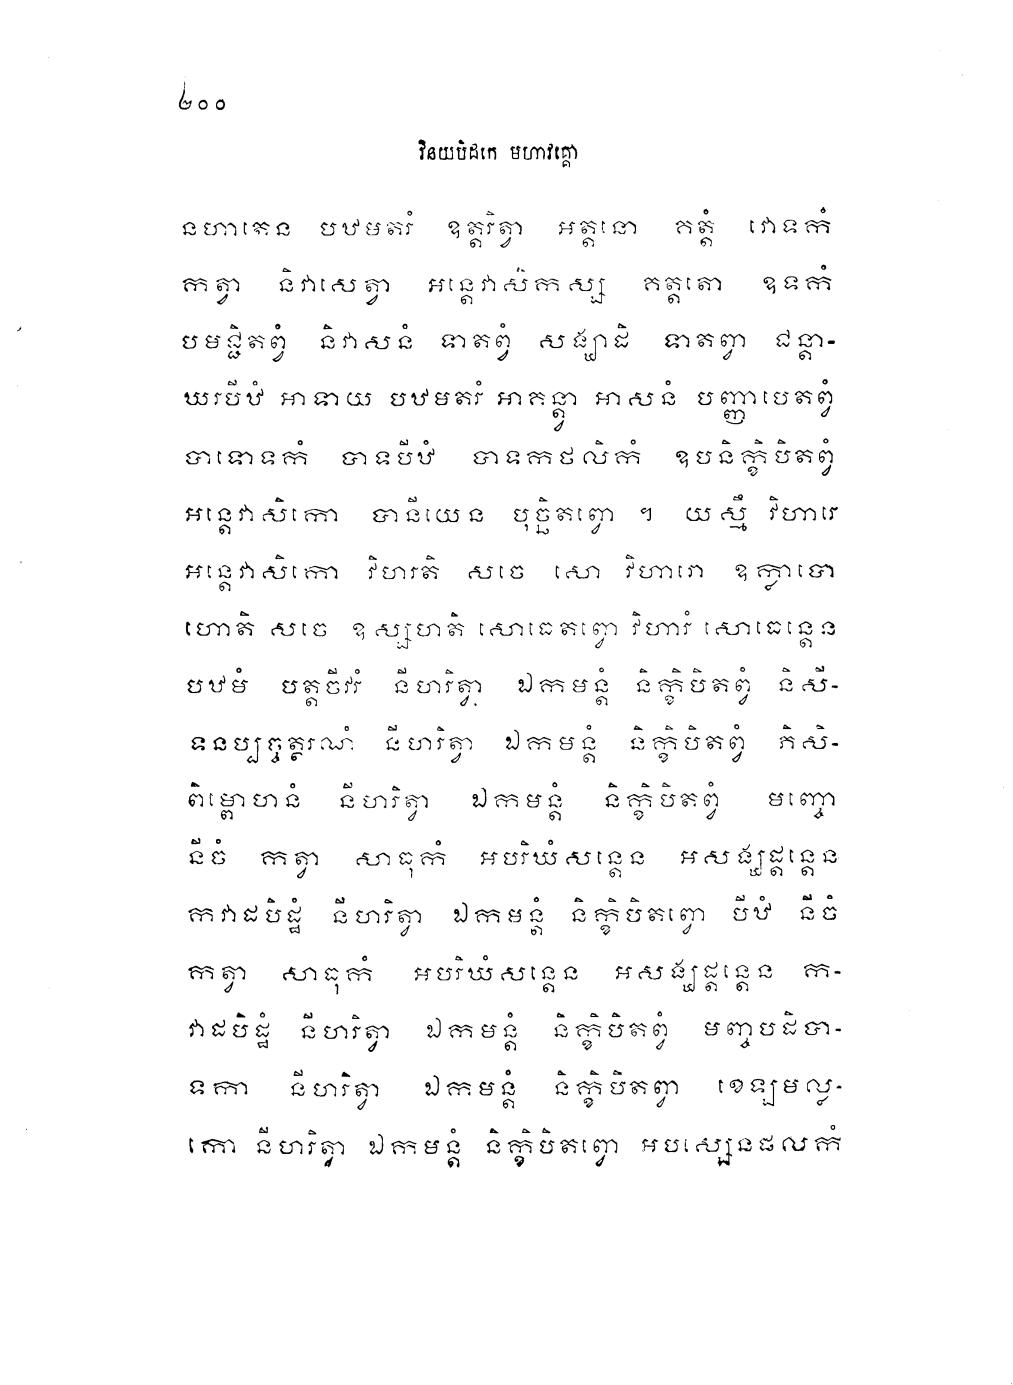 ២០០
វិនយបិដកេ មហាវគ្គោ
នហាតេន បឋមតរំ ឧត្តរិត្វា អត្តនោ គត្តំ វោទកំ
កត្វា និវាសេត្វា អន្តេវាសិកស្ស គត្តតោ ឧទកំ
បមជ្ជិតព្វំ និវាសនំ ទាតព្វំ សង្ឃាដិ ទាតព្វា ជន្តា-
ឃរបីឋំ អាទាយ បឋមតរំ អាគន្ត្វា អាសនំ បញ្ញាបេតព្វំ
បាទោទកំ បាទបីឋំ បាទកថលិកំ ឧបនិក្ខិបិតព្វំ
អន្តេវាសិកោ បានីយេន បុច្ឆិតព្វោ ។ យស្មឹ វិហារេ
អន្តេវាសិកោ វិហរតិ សចេ សោ វិហារោ ឧក្លាបោ
ហោតិ សចេ ឧស្សហតិ សោធេតព្វោ វិហារំ សោធេន្តេន
បឋមំ បត្តចីវរំ នីហរិត្វា ឯកមន្តំ និក្ខិបិតព្វំ និសី-
ទនប្បច្ចត្ថរណំ នីហរិត្វា ឯកមន្តំ និក្ខិបិតព្វំ ភិសិ-
ពិម្ពោហនំ នីហរិត្វា ឯកមន្តំ និក្ខិបិតព្វំ មញ្ចោ
នីចំ កត្វា សាធុកំ អបរិឃំសន្តេន អសង្ឃដ្តន្តេន
កវាដបិដ្ឋំ នីហរិត្វា ឯកមន្តំ និក្ខិបិតព្វោ បីឋំ នីចំ
កត្វា សាធុកំ អបរិឃំសន្តេន អសង្ឃដ្តន្តេន ក-
វាដបិដ្ឋំ នីហរិត្វា ឯកមន្តំ និក្ខិបិតព្វំ មញ្ចបដិបា-
ទកា នីហរិត្វា ឯកមន្តំ និក្ខិបិតព្វា ខេឡមល្ល-
កោ នីហរិត្វា ឯកមន្តំ និក្ខិបិតព្វោ អបស្សេនផលកំ